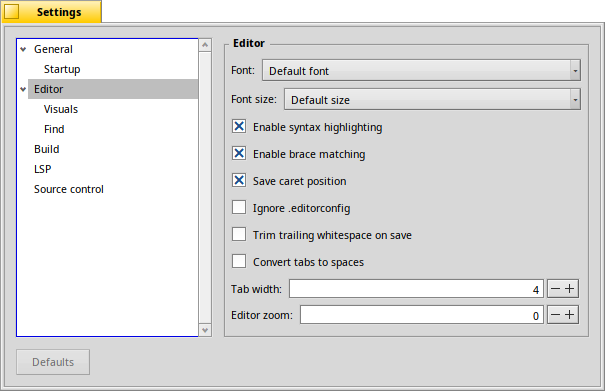 Settings
General
Startup
Editor
Visuals
Find
Build
LSP
Source control
Defaults
Editor
Font: Default font
Font size: Default size
Enable syntax highlighting
Enable brace matching
Save caret position
Ignore .editorconfig
Trim trailing whitespace on save
Convert tabs to spaces
Tab width: 4
Editor zoom: 0